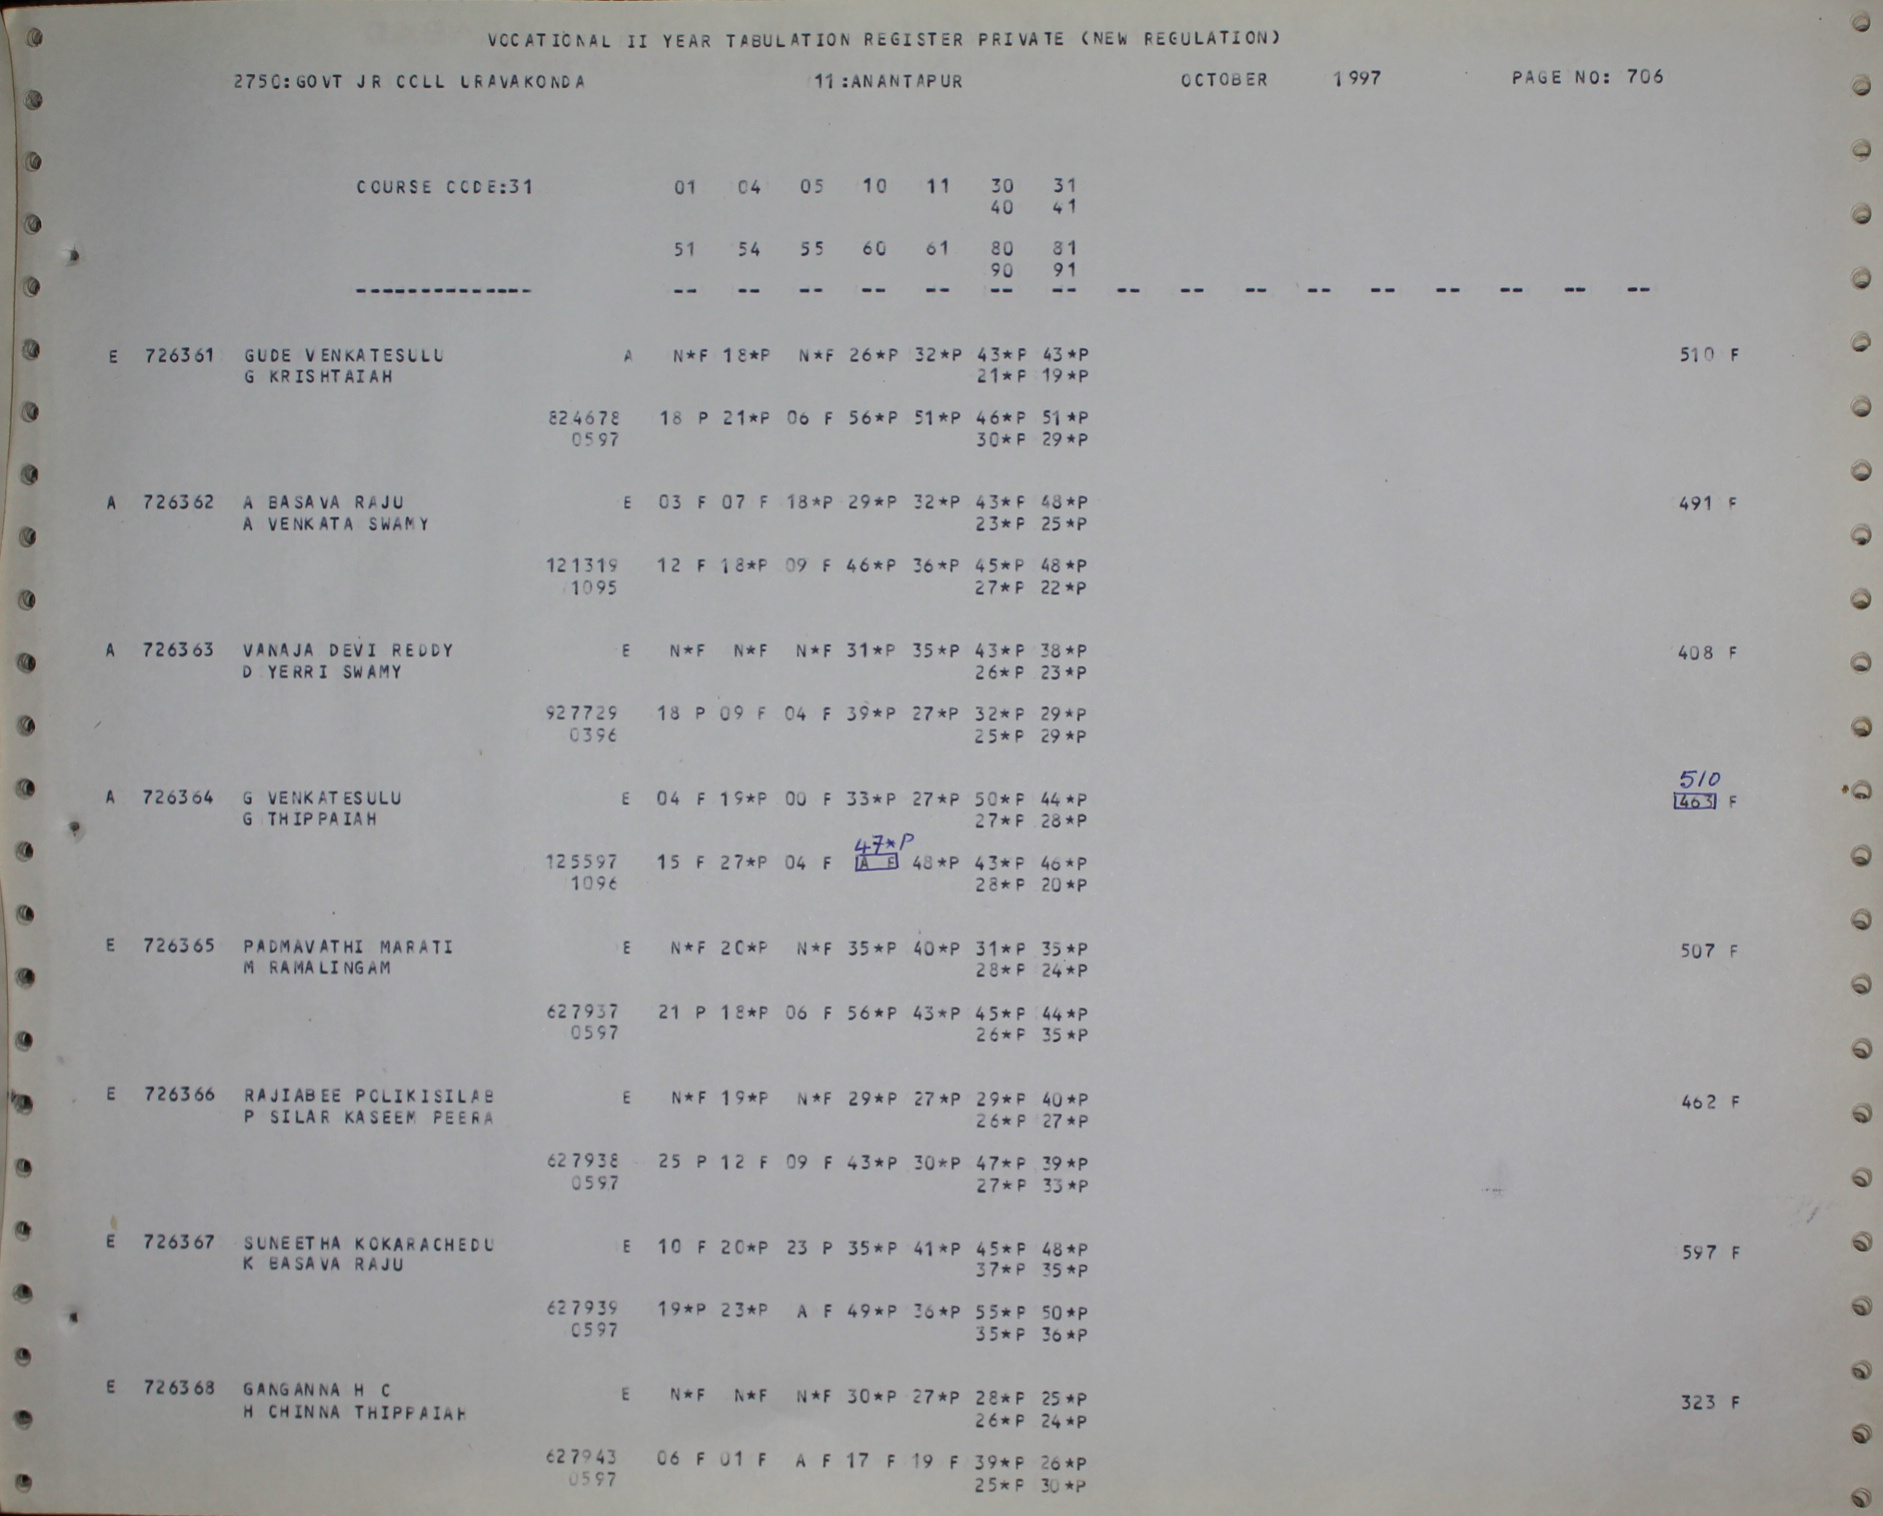 VOCATIONAL II YEAR TABULATION REGISTER PRIVATE (NEW REGULATION)
2750:GOVT JR COLL URAVAKONDA 11:ANANTAPUR OCTOBER 1997 PAGE NO: 706
COURSE CODE:31 01 04 05 10 11 30 31
40 41
51 54 55 60 61 80 81
90 91
-------------- -- -- -- -- -- -- -- -- -- -- -- -- -- -- -- --
E 726361 GUDE VENKATESULU A N*F 18*P N*F 26*P 32*P 43*P 43*P 510 F
G KRISHTAIAH 21*P 19*P
824678 18 P 21*P 06 F 56*P 51*P 46*P 51*P
0597 30*P 29*P
A 726362 A BASAVA RAJU E 03 F 07 F 18*P 29*P 32*P 43*P 48*P 491 F
A VENKATA SWAMY 23*P 25*P
121319 12 F 18*P 09 F 46*P 36*P 45*P 48*P
1095 27*P 22*P
A 726363 VANAJA DEVI REDDY E N*F N*F N*F 31*P 35*P 43*P 38*P 408 F
D YERRI SWAMY 26*P 23*P
927729 18 P 09 F 04 F 39*P 27*P 32*P 29*P
0396 25*P 29*P
510
A 726364 G VENKATESULU E 04 F 19*P 00 F 33*P 27*P 50*P 44*P 463 F
G THIPPAIAH 27*P 28*P
47*P
125597 15 F 27*P 04 F A F 48*P 43*P 46*P
1096 28*P 20*P
E 726365 PADMAVATHI MARATI E N*F 20*P N*F 35*P 40*P 31*P 35*P 507 F
M RAMALINGAM 28*P 24*P
627937 21 P 18*P 06 F 56*P 43*P 45*P 44*P
0597 26*P 35*P
E 726366 RAJIABEE POLIKISILAB E N*F 19*P N*F 29*P 27*P 29*P 40*P 462 F
P SILAR KASEEM PEERA 26*P 27*P
627938 25 P 12 F 09 F 43*P 30*P 47*P 39*P
0597 27*P 33*P
E 726367 SUNEETHA KOKARACHEDU E 10 F 20*P 23 P 35*P 41*P 45*P 48*P 597 F
K BASAVA RAJU 37*P 35*P
627939 19*P 23*P A F 49*P 36*P 55*P 50*P
0597 35*P 36*P
E 726368 GANGANNA H C E N*F N*F N*F 30*P 27*P 28*P 25*P 323 F
H CHINNA THIPPAIAH 26*P 24*P
627943 06 F 01 F A F 17 F 19 F 39*P 26*P
0597 25*P 30*P